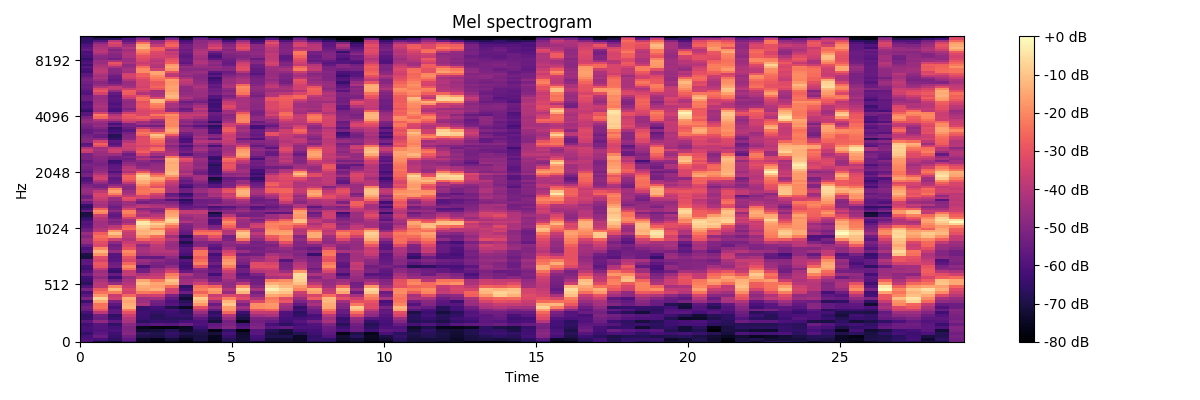 Mel spectrogram
8192
4096
2048
1024
512
0
Hz
0 5 10 15 20 25
Time
+0 dB
-10 dB
-20 dB
-30 dB
-40 dB
-50 dB
-60 dB
-70 dB
-80 dB